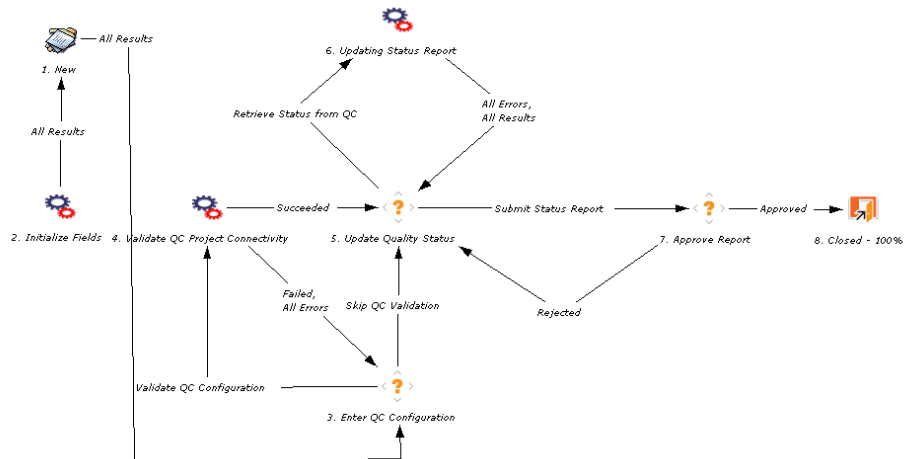 All Results
6. Updating Status Report
1. New
Retrieve Status from QC
All Errors,
All Results
All Results
Succeeded
Submit Status Report
Approved
2. Initialize Fields
4. Validate QC Project Connectivity
5. Update Quality Status
7. Approve Report
8. Closed - 100%
Failed,
All Errors
Skip QC Validation
Rejected
Validate QC Configuration
3. Enter QC Configuration